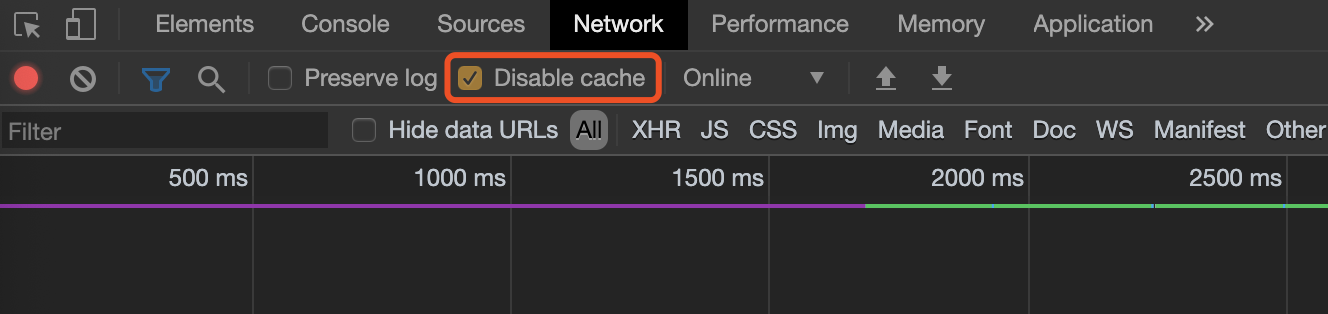 Elements Console Sources Network Performance Memory Application »
Preserve log Disable cache Online
Filter Hide data URLs All XHR JS CSS Img Media Font Doc WS Manifest Other
500 ms 1000 ms 1500 ms 2000 ms 2500 ms